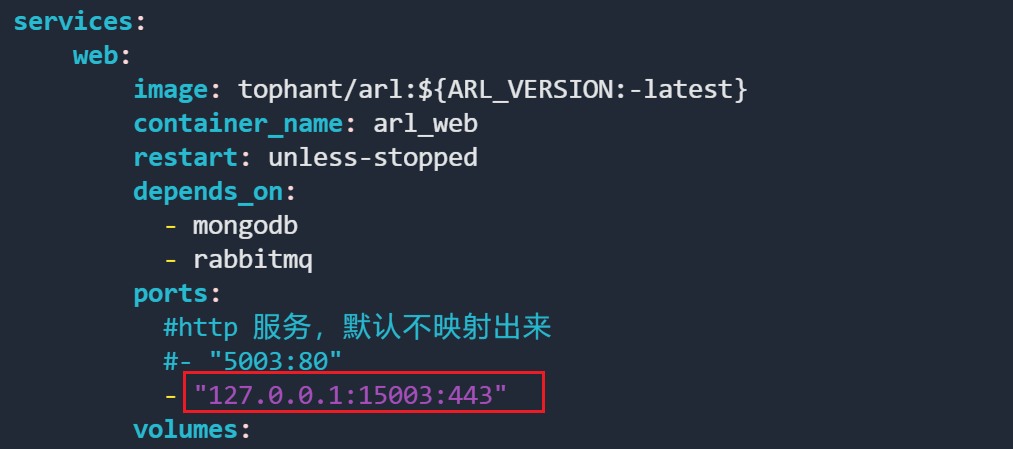 services:
web:
image: tophant/arl:${ARL_VERSION:-latest}
container_name: arl_web
restart: unless-stopped
depends_on:
- mongodb
- rabbitmq
ports:
#http 服务，默认不映射出来
#- "5003:80"
- "127.0.0.1:15003:443"
volumes: